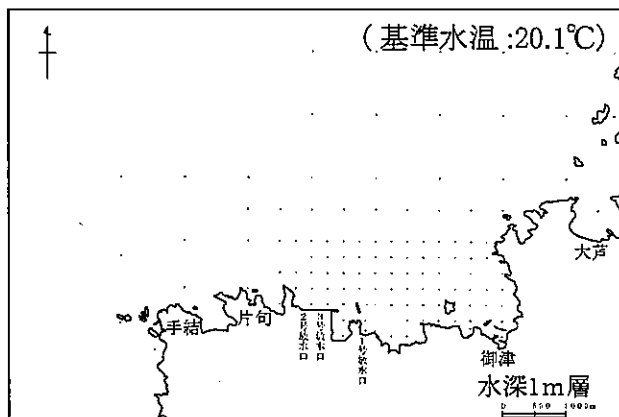 (基準水温:20.1℃)
大芦
手結
片句
2号放水口
3号放水口
1号放水口
御津
水深1m層
0 500 1000m